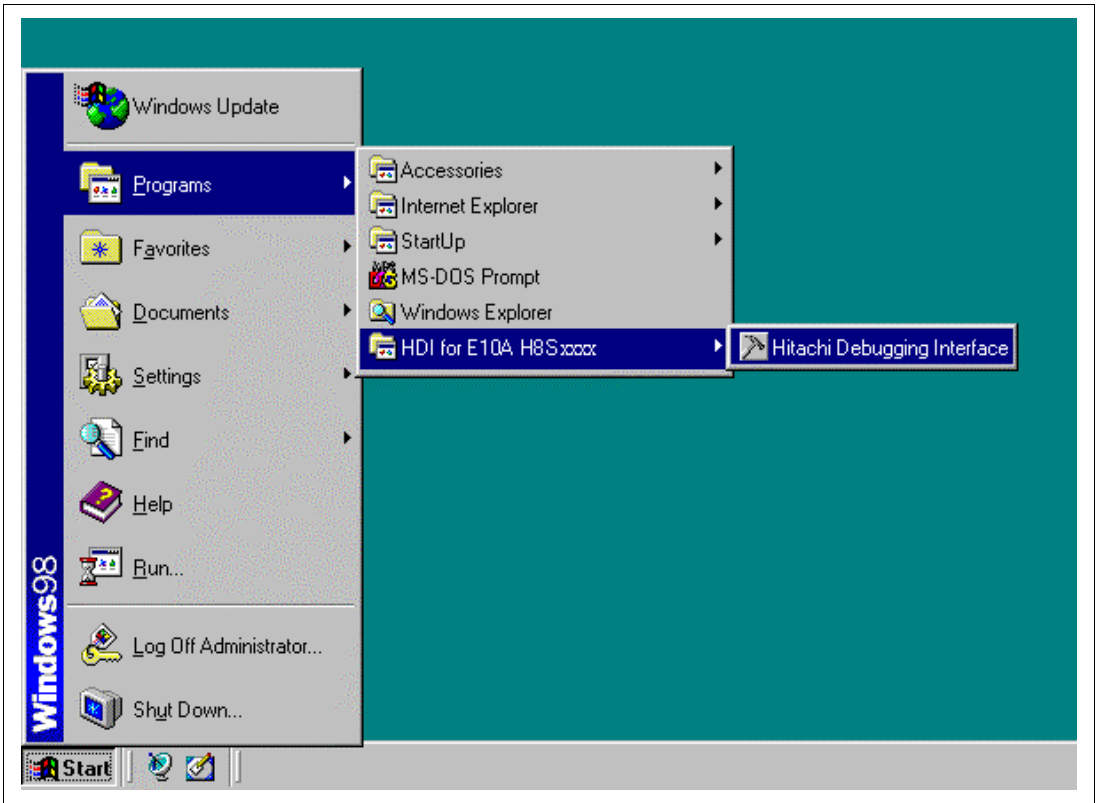 Windows Update
Programs
Favorites
Documents
Settings
Find
Help
Run...
Log Off Administrator...
Shut Down...
Windows98
Accessories
Internet Explorer
StartUp
MS-DOS Prompt
Windows Explorer
HDI for E10A H8Sxxxx
Hitachi Debugging Interface
Start